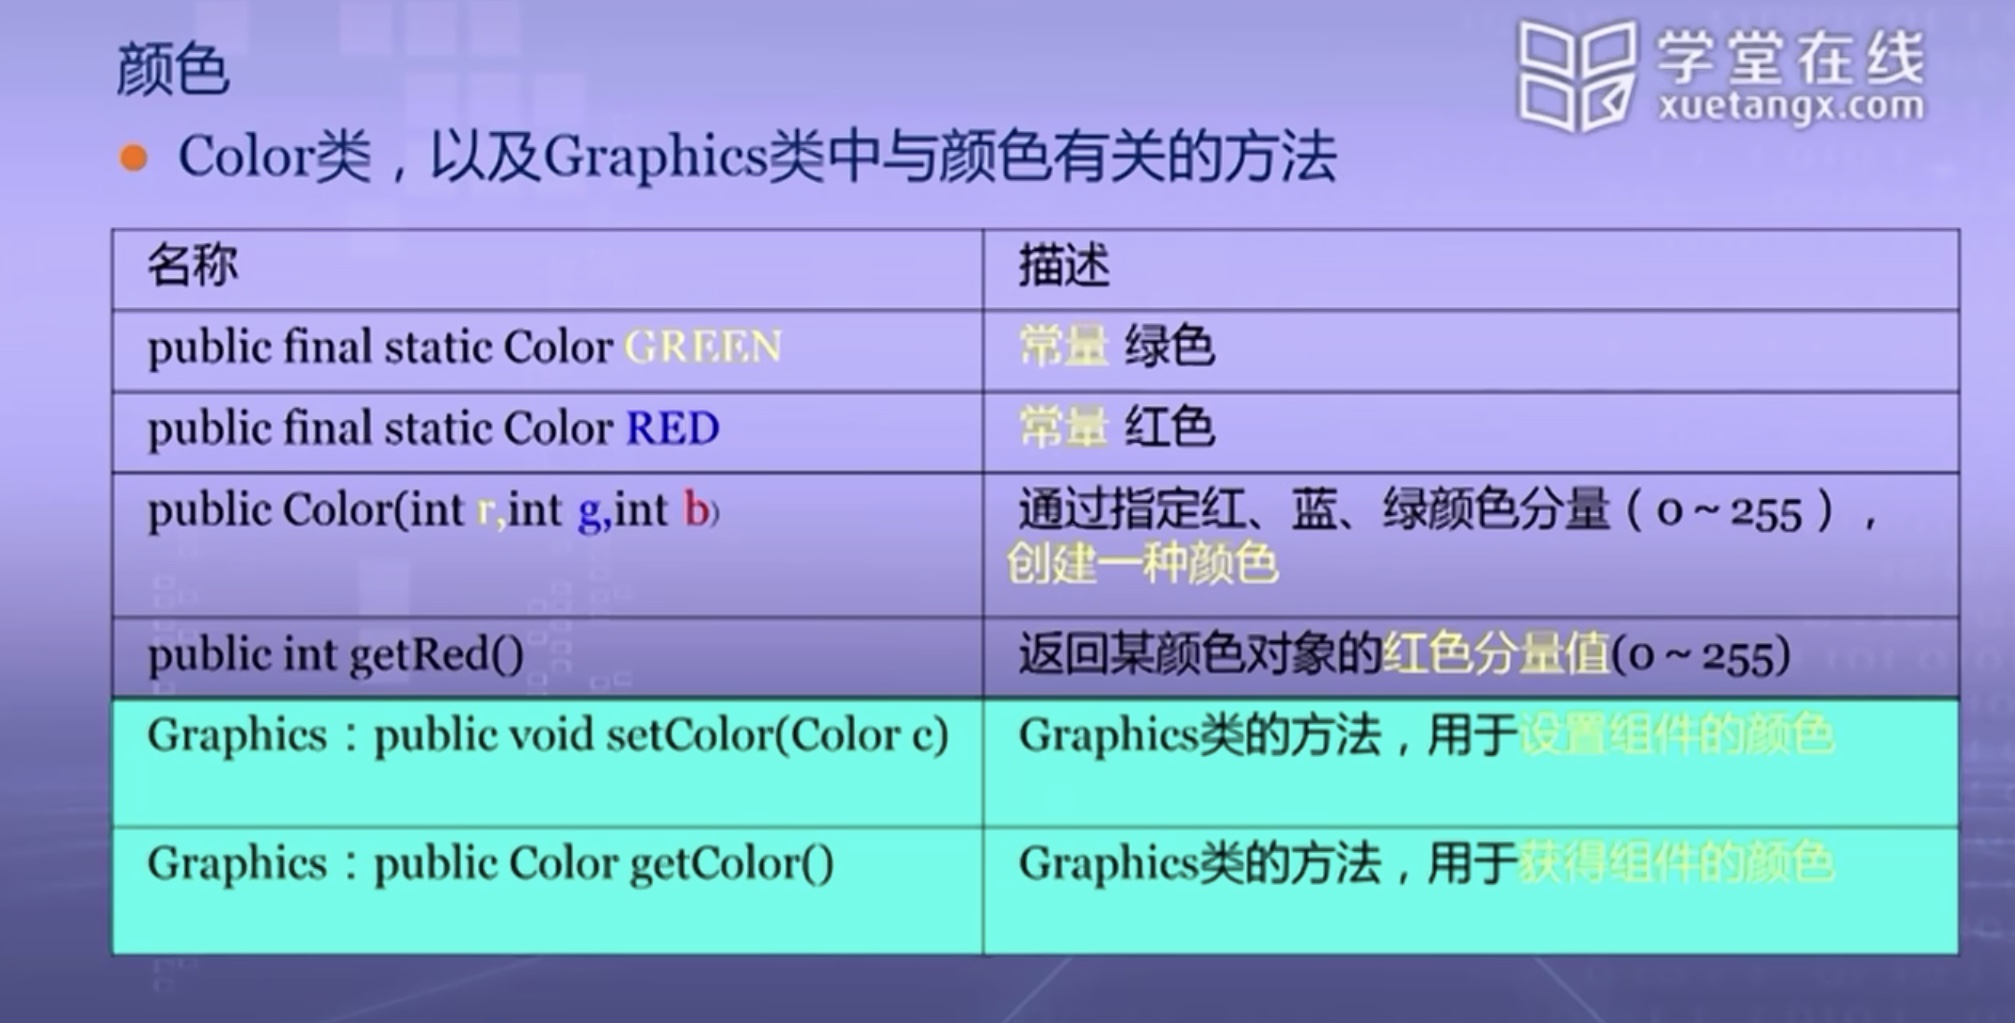 颜色
学堂在线
xuetangx.com
Color类，以及Graphics类中与颜色有关的方法
名称 描述
public final static Color GREEN 常量 绿色
public final static Color RED 常量 红色
public Color(int r,int g,int b) 通过指定红、蓝、绿颜色分量（0～255），
创建一种颜色
public int getRed() 返回某颜色对象的红色分量值(0～255)
Graphics：public void setColor(Color c) Graphics类的方法，用于设置组件的颜色
Graphics：public Color getColor() Graphics类的方法，用于获得组件的颜色